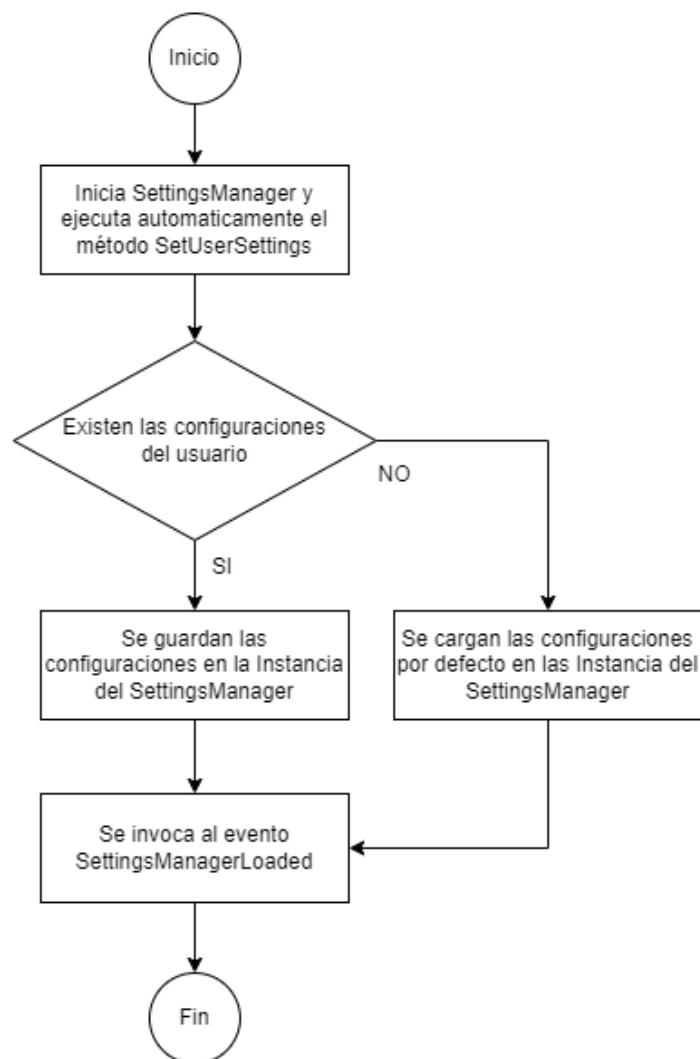 Inicio
Inicia SettingsManager y
ejecuta automaticamente el
método SetUserSettings
Existen las configuraciones
del usuario
NO
SI
Se guardan las
configuraciones en la Instancia
del SettingsManager
Se cargan las configuraciones
por defecto en las Instancia del
SettingsManager
Se invoca al evento
SettingsManagerLoaded
Fin